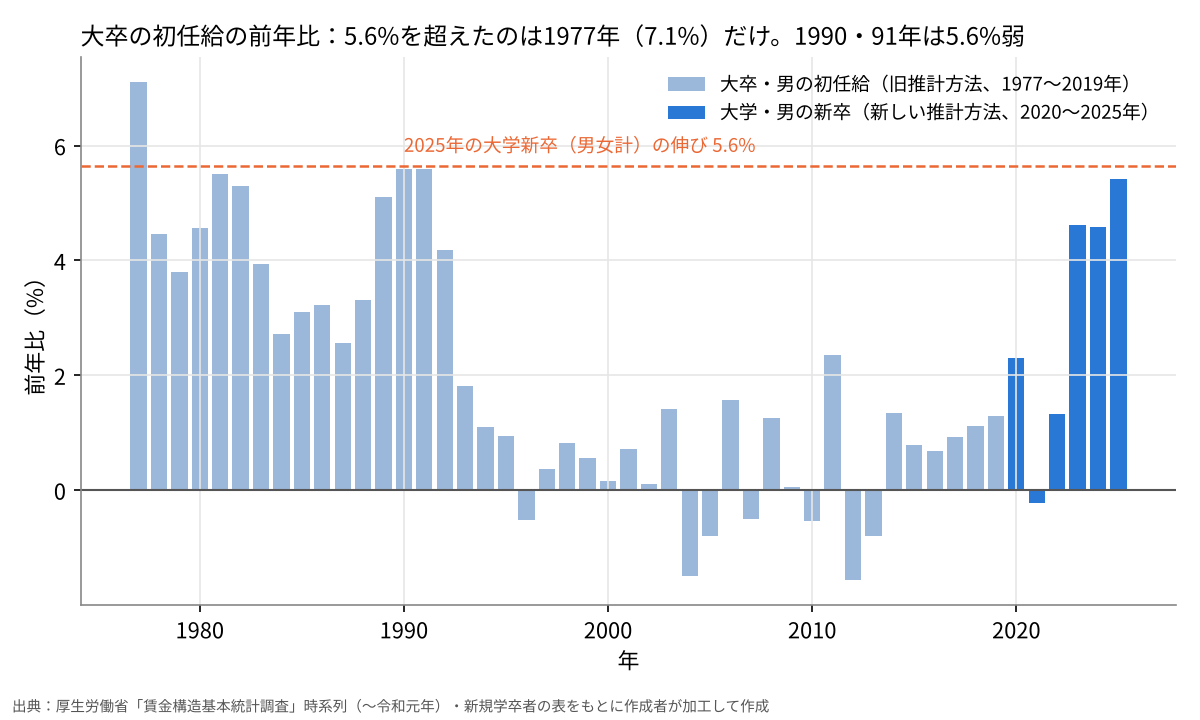 大卒の初任給の前年比：5.6%を超えたのは1977年（7.1%）だけ。1990・91年は5.6%弱
大卒・男の初任給（旧推計方法、1977〜2019年）
大学・男の新卒（新しい推計方法、2020〜2025年）
2025年の大学新卒（男女計）の伸び 5.6%
前年比（%）
6
4
2
0
1980
1990
2000
2010
2020
年
出典：厚生労働省「賃金構造基本統計調査」時系列（〜令和元年）・新規学卒者の表をもとに作成者が加工して作成